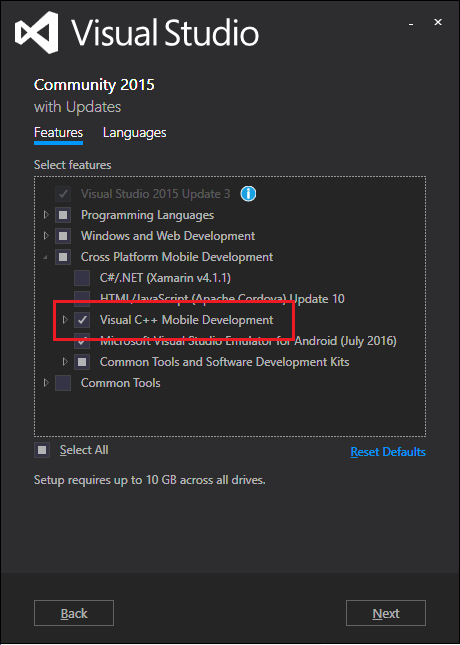 Visual Studio
Community 2015
with Updates
Features Languages
Select features
Visual Studio 2015 Update 3
Programming Languages
Windows and Web Development
Cross Platform Mobile Development
C#/.NET (Xamarin v4.1.1)
HTML/JavaScript (Apache Cordova) Update 10
Visual C++ Mobile Development
Microsoft Visual Studio Emulator for Android (July 2016)
Common Tools and Software Development Kits
Common Tools
Select All Reset Defaults
Setup requires up to 10 GB across all drives.
Back Next